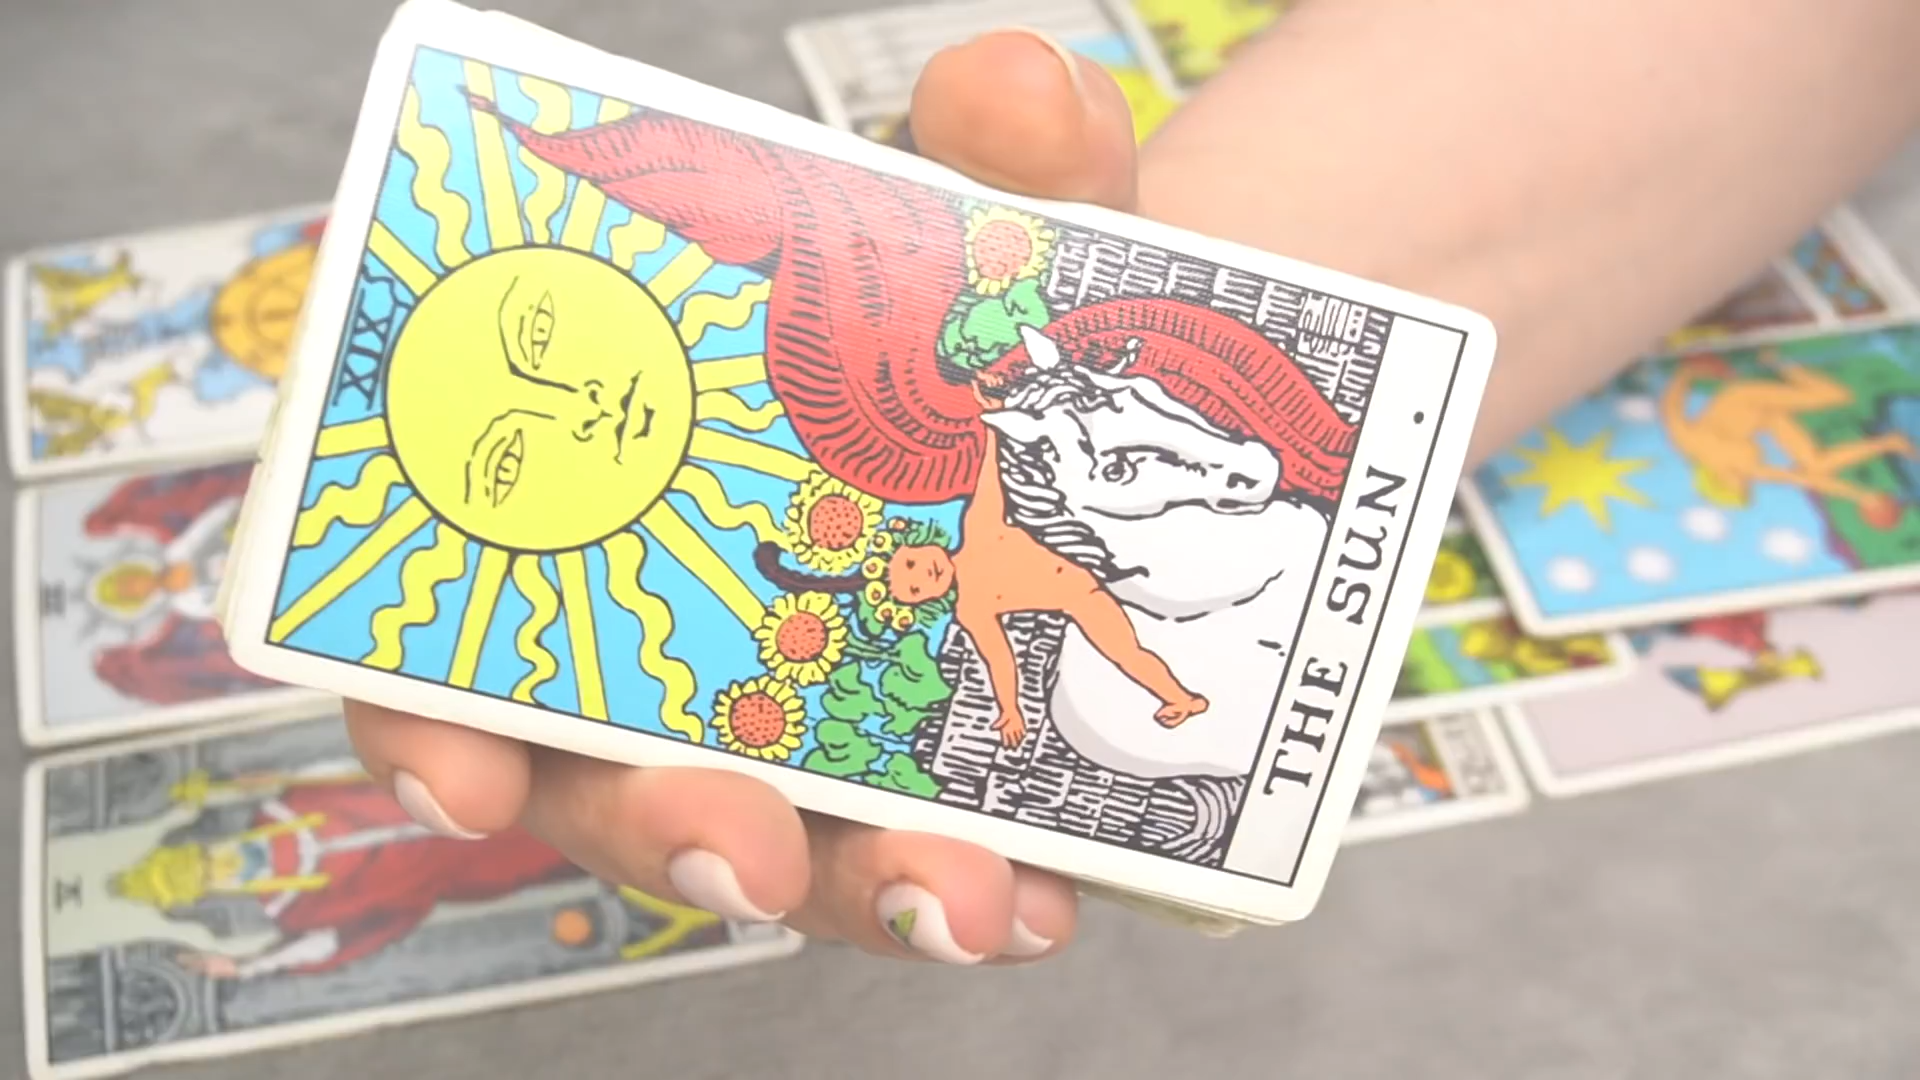 XIX
THE SUN .